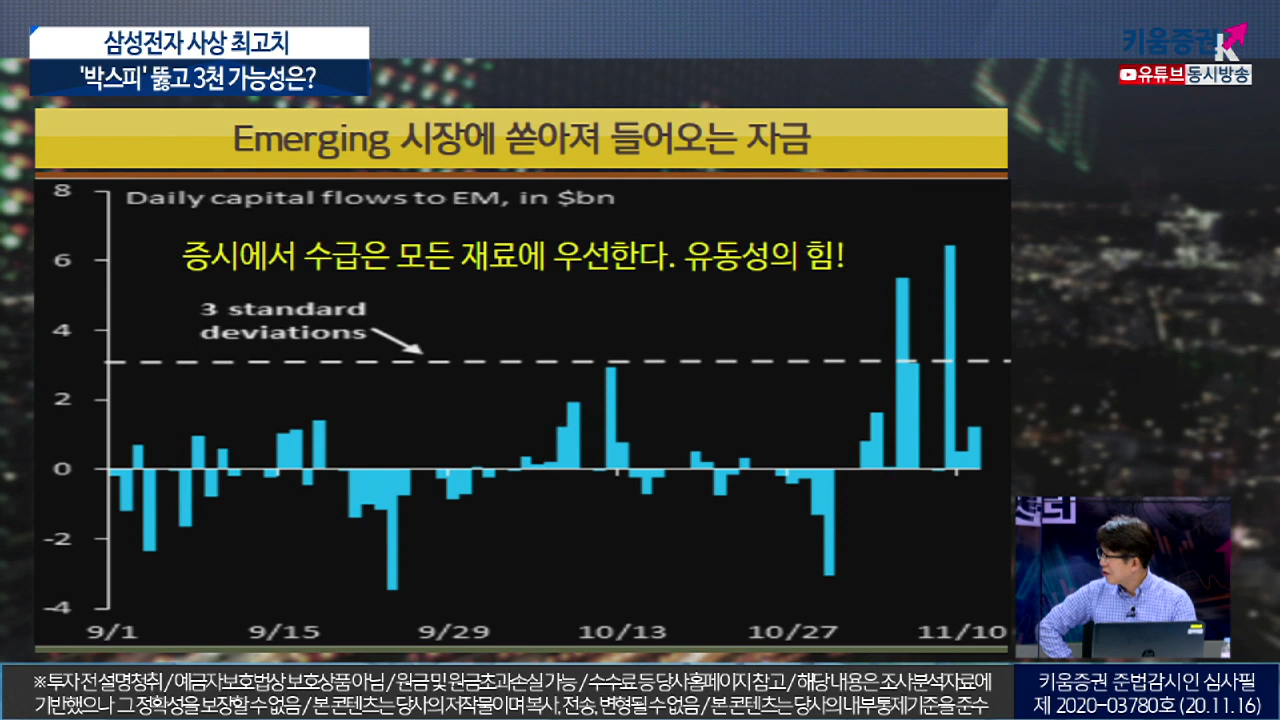 삼성전자 사상 최고치
'박스피' 뚫고 3천 가능성은?
키움증권
유튜브 동시방송
Emerging 시장에 쏟아져 들어오는 자금
Daily capital flows to EM, in $bn
증시에서 수급은 모든 재료에 우선한다. 유동성의 힘!
3 standard
deviations
8
6
4
2
0
-2
-4
9/1 9/15 9/29 10/13 10/27 11/10
※ 투자 전 설명청취 / 예금자보호법상 보호상품 아님 / 원금 및 원금초과손실 가능 / 수수료 등 당사홈페이지 참고 / 해당 내용은 조사분석자료에
기반했으나 그 정확성을 보장할 수 없음 / 본 콘텐츠는 당사의 저작물이며 복사, 전송, 변형될 수 없음 / 본 콘텐츠는 당사의 내부통제기준을 준수
키움증권 준법감시인 심사필
제 2020-03780호 (20.11.16)